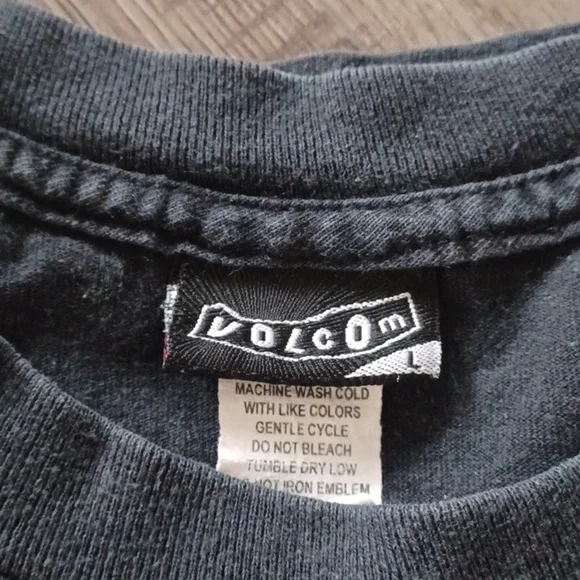 VOLCOm
L
MACHINE WASH COLD
WITH LIKE COLORS
GENTLE CYCLE
DO NOT BLEACH
TUMBLE DRY LOW
NOT IRON EMBLEM